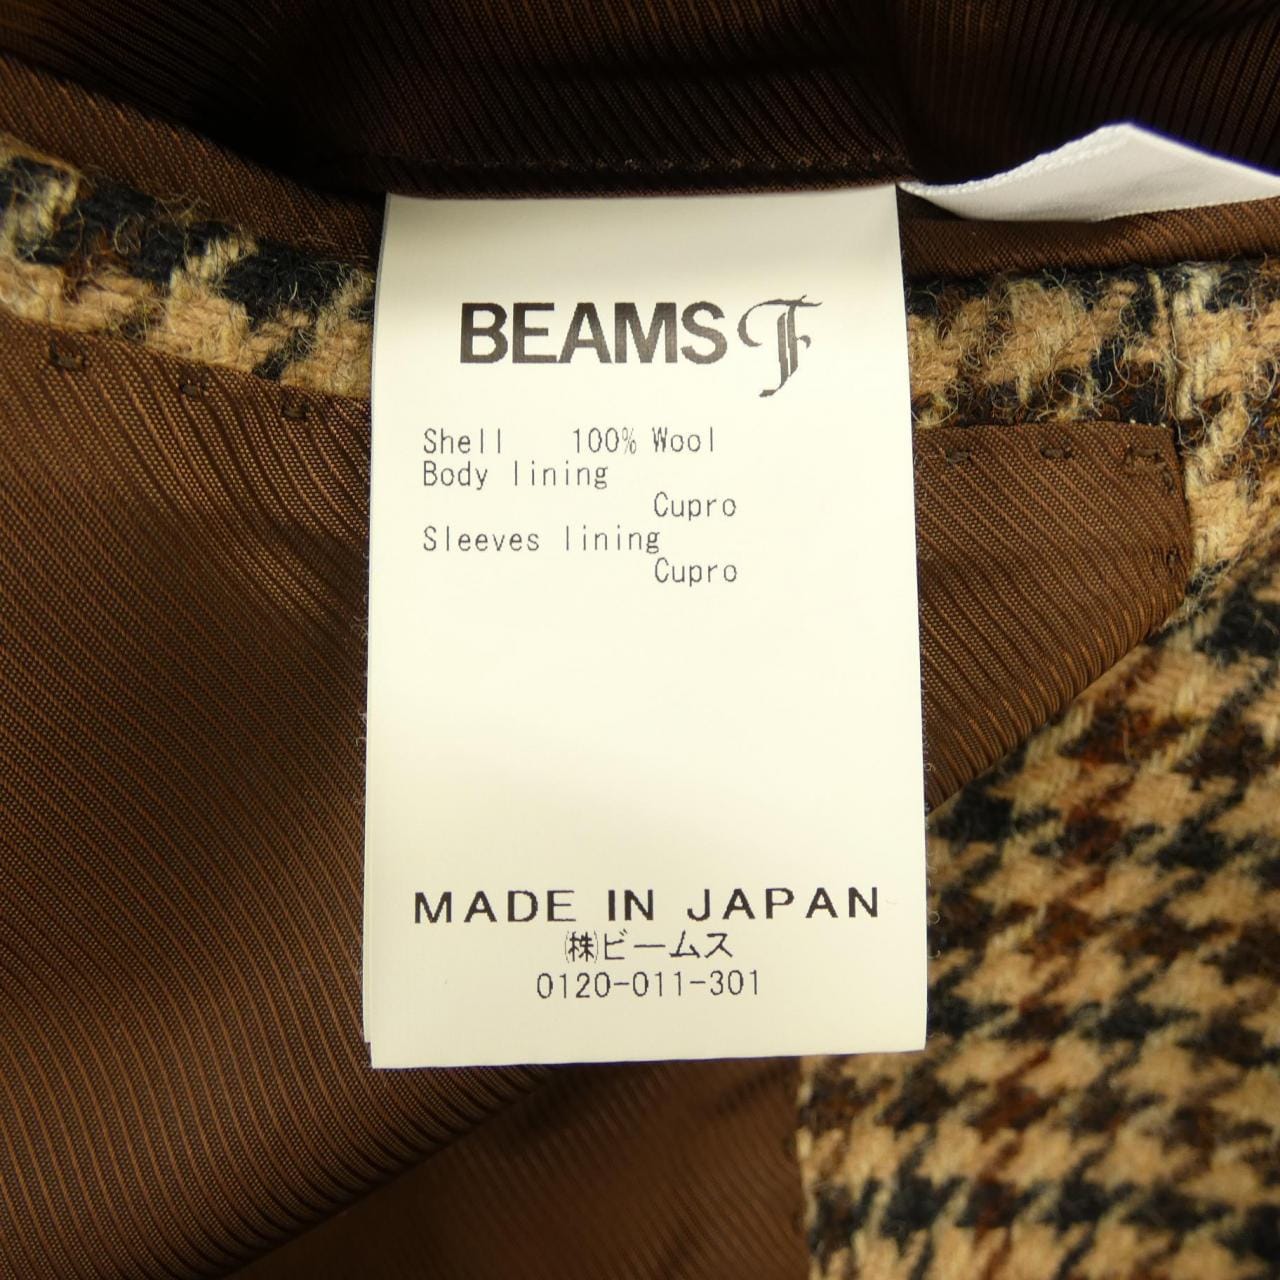 BEAMS F
Shell 100% Wool
Body lining
Cupro
Sleeves lining
Cupro
MADE IN JAPAN
㈱ビームス
0120-011-301